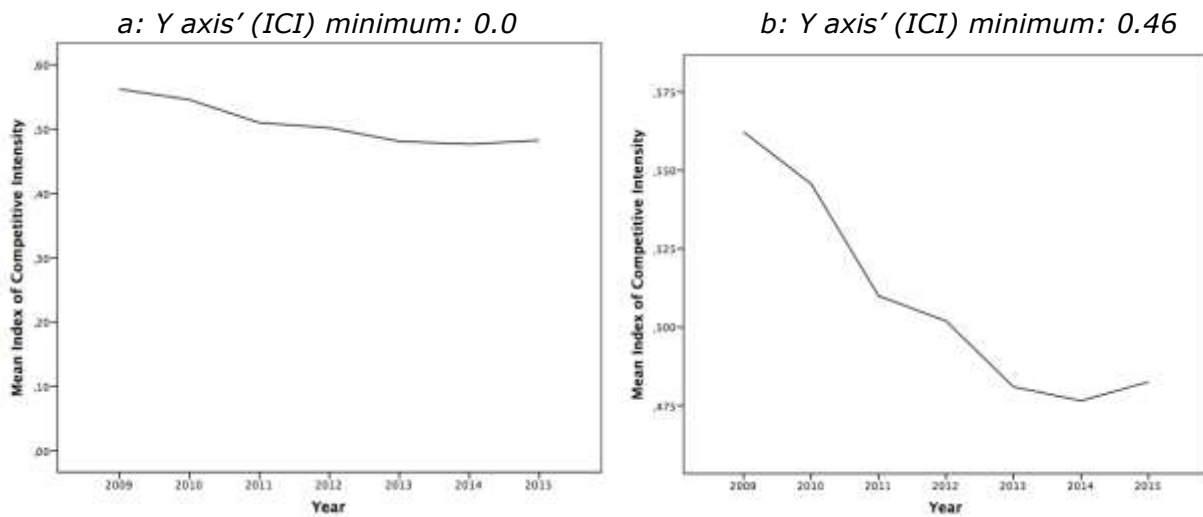 a: Y axis’ (ICI) minimum: 0.0
Mean Index of Competitive Intensity
.60
.50
.40
.30
.20
.10
.00
2009 2010 2011 2012 2013 2014 2015
Year
b: Y axis’ (ICI) minimum: 0.46
Mean Index of Competitive Intensity
.575
.550
.525
.500
.475
2009 2010 2011 2012 2013 2014 2015
Year